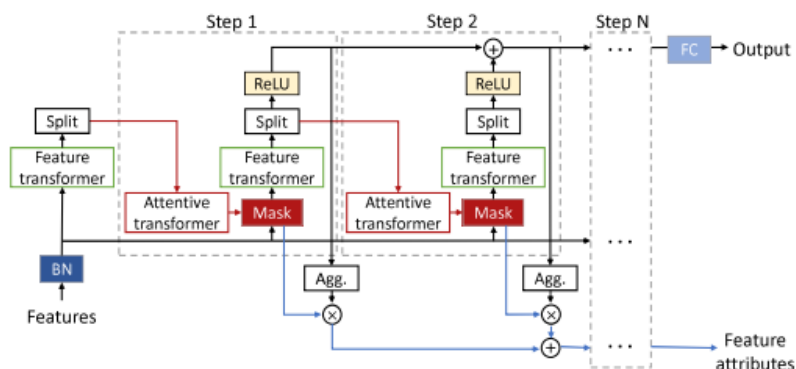 Step 1
Step 2
Step N
...
FC
Output
ReLU
ReLU
Split
Split
Split
Feature
transformer
Feature
transformer
Feature
transformer
Attentive
transformer
Mask
Attentive
transformer
Mask
...
BN
Agg.
Agg.
Features
...
Feature
attributes